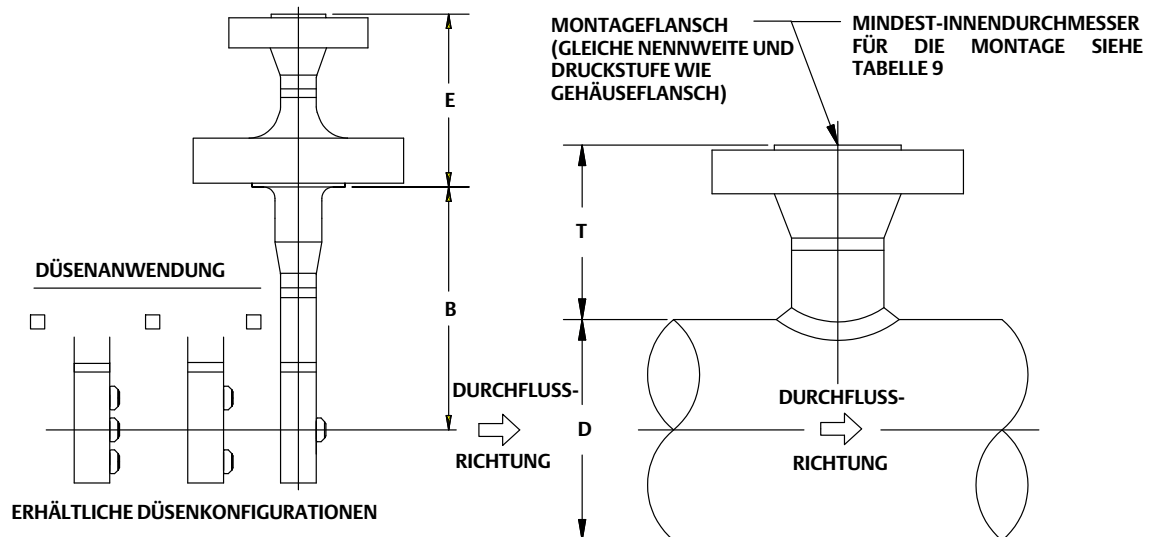 MONTAGEFLANSCH
(GLEICHE NENNWEITE UND
DRUCKSTUFE WIE
GEHÄUSEFLANSCH)
MINDEST-INNENDURCHMESSER
FÜR DIE MONTAGE SIEHE
TABELLE 9
E
T
DÜSENANWENDUNG
B
DURCHFLUSS-
RICHTUNG
D
DURCHFLUSS-
RICHTUNG
ERHÄLTLICHE DÜSENKONFIGURATIONEN